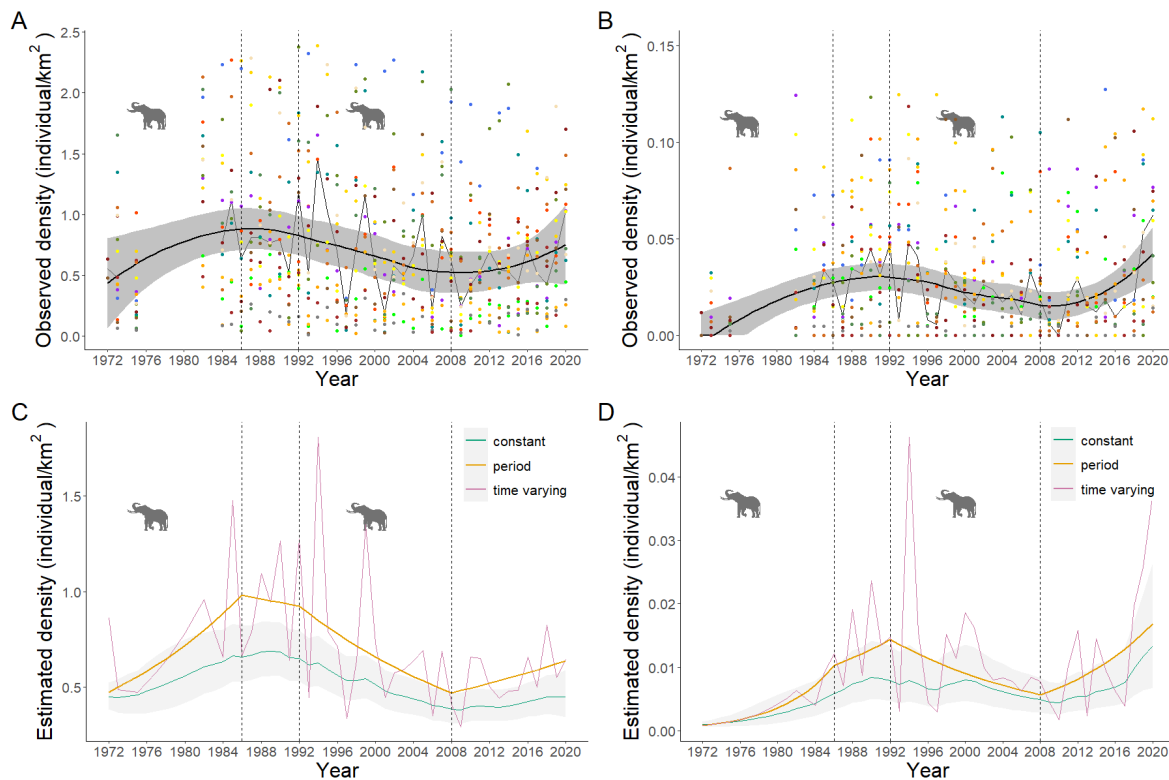 A
Observed density (individual/km²)
2.5
2.0
1.5
1.0
0.5
0.0
1972 1976 1980 1984 1988 1992 1996 2000 2004 2008 2012 2016 2020
Year
B
Observed density (individual/km²)
0.15
0.10
0.05
0.00
1972 1976 1980 1984 1988 1992 1996 2000 2004 2008 2012 2016 2020
Year
C
Estimated density (individual/km²)
1.5
1.0
0.5
constant
period
time varying
1972 1976 1980 1984 1988 1992 1996 2000 2004 2008 2012 2016 2020
Year
D
Estimated density (individual/km²)
0.04
0.03
0.02
0.01
0.00
constant
period
time varying
1972 1976 1980 1984 1988 1992 1996 2000 2004 2008 2012 2016 2020
Year